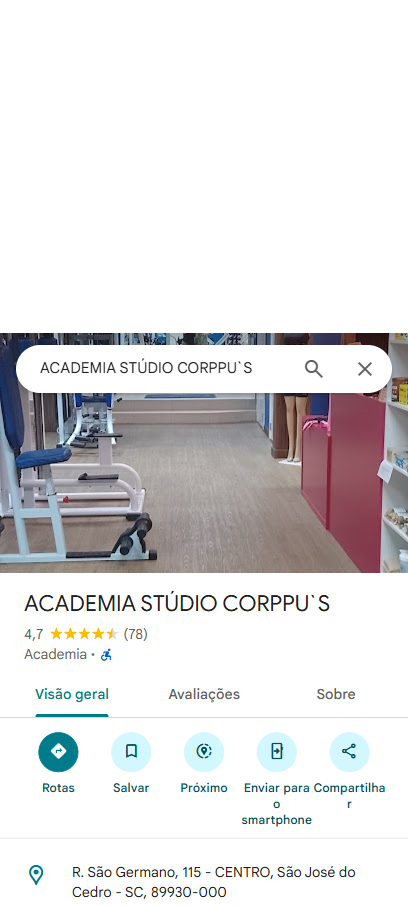 ACADEMIA STÚDIO CORPPU`S
ACADEMIA STÚDIO CORPPU`S
4,7 (78)
Academia •
Visão geral Avaliações Sobre
Rotas Salvar Próximo Enviar para o smartphone Compartilhar
R. São Germano, 115 - CENTRO, São José do
Cedro - SC, 89930-000